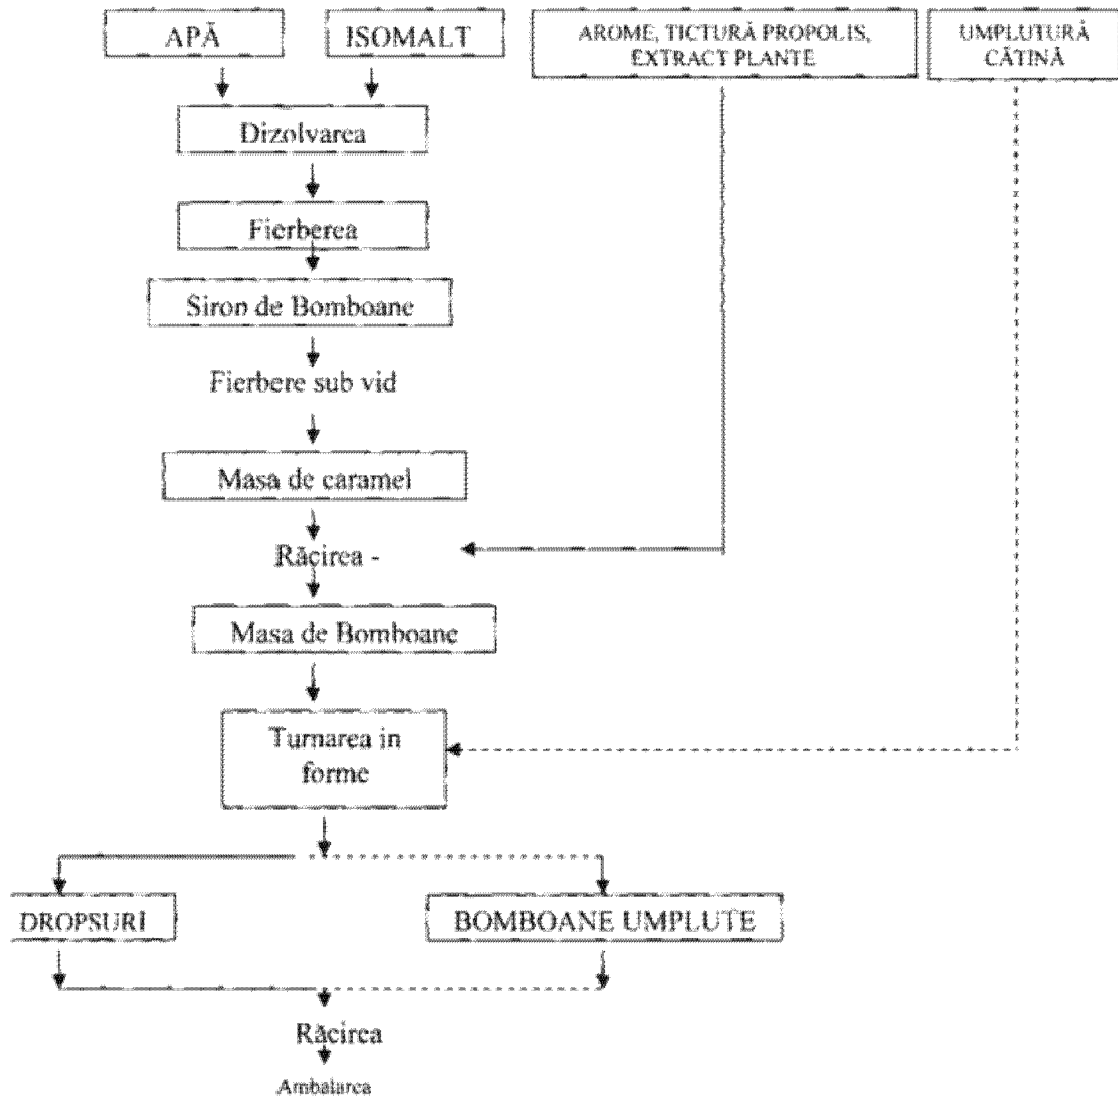 APĂ
ISOMALT
AROME, TICTURĂ PROPOLIS,
EXTRACT PLANTE
UMPLUTURĂ
CĂTINĂ
Dizolvarea
Fierberea
Sirop de Bomboane
Fierbere sub vid
Masa de caramel
Răcirea -
Masa de Bomboane
Turnarea in
forme
DROPSURI
BOMBOANE UMPLUTE
Răcirea
Ambalarea